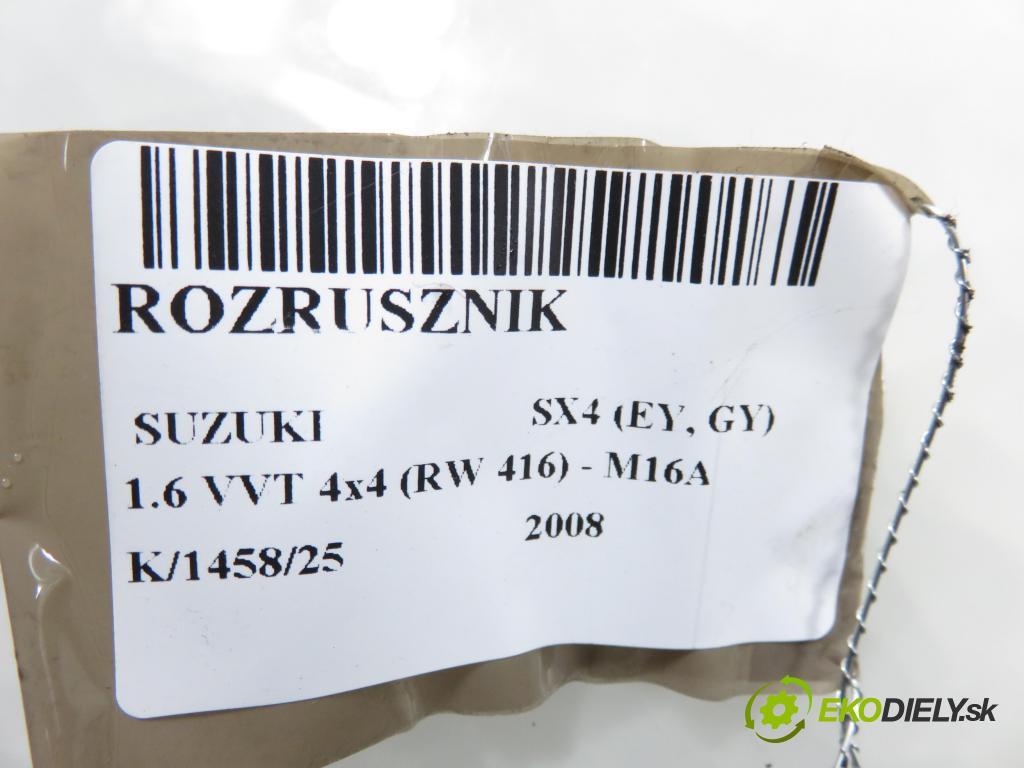 ROZRUSZNIK
SUZUKI SX4 (EY, GY)
1.6 VVT 4x4 (RW 416) - M16A
K/1458/25 2008
EKODIELY.sk